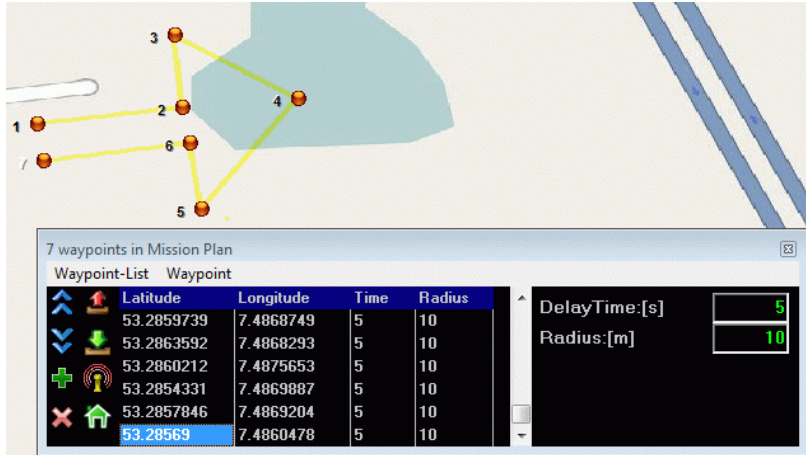 3
4
2
1
6
7
5
7 waypoints in Mission Plan
Waypoint-List Waypoint
Latitude Longitude Time Radius
53.2859739 7.4868749 5 10
53.2863592 7.4868293 5 10
53.2860212 7.4875653 5 10
53.2854331 7.4869887 5 10
53.2857846 7.4869204 5 10
53.28569 7.4860478 5 10
DelayTime:[s] 5
Radius:[m] 10